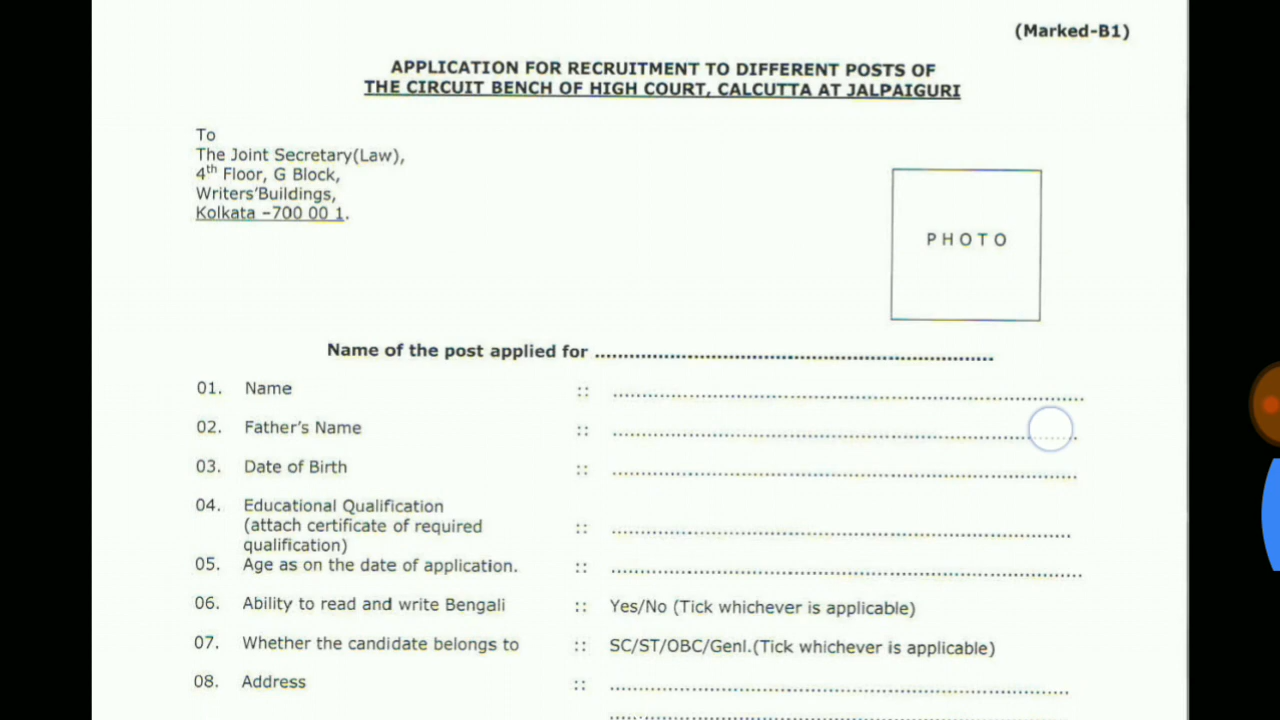 (Marked-B1)
APPLICATION FOR RECRUITMENT TO DIFFERENT POSTS OF
THE CIRCUIT BENCH OF HIGH COURT, CALCUTTA AT JALPAIGURI
To
The Joint Secretary(Law),
4th Floor, G Block,
Writers'Buildings,
Kolkata –700 00 1.
PHOTO
Name of the post applied for ........................................................................
01. Name :: ........................................................................
02. Father's Name :: ........................................................................
03. Date of Birth :: ........................................................................
04. Educational Qualification
(attach certificate of required :: ........................................................................
qualification)
05. Age as on the date of application. :: ........................................................................
06. Ability to read and write Bengali :: Yes/No (Tick whichever is applicable)
07. Whether the candidate belongs to :: SC/ST/OBC/Genl.(Tick whichever is applicable)
08. Address :: ........................................................................
........................................................................